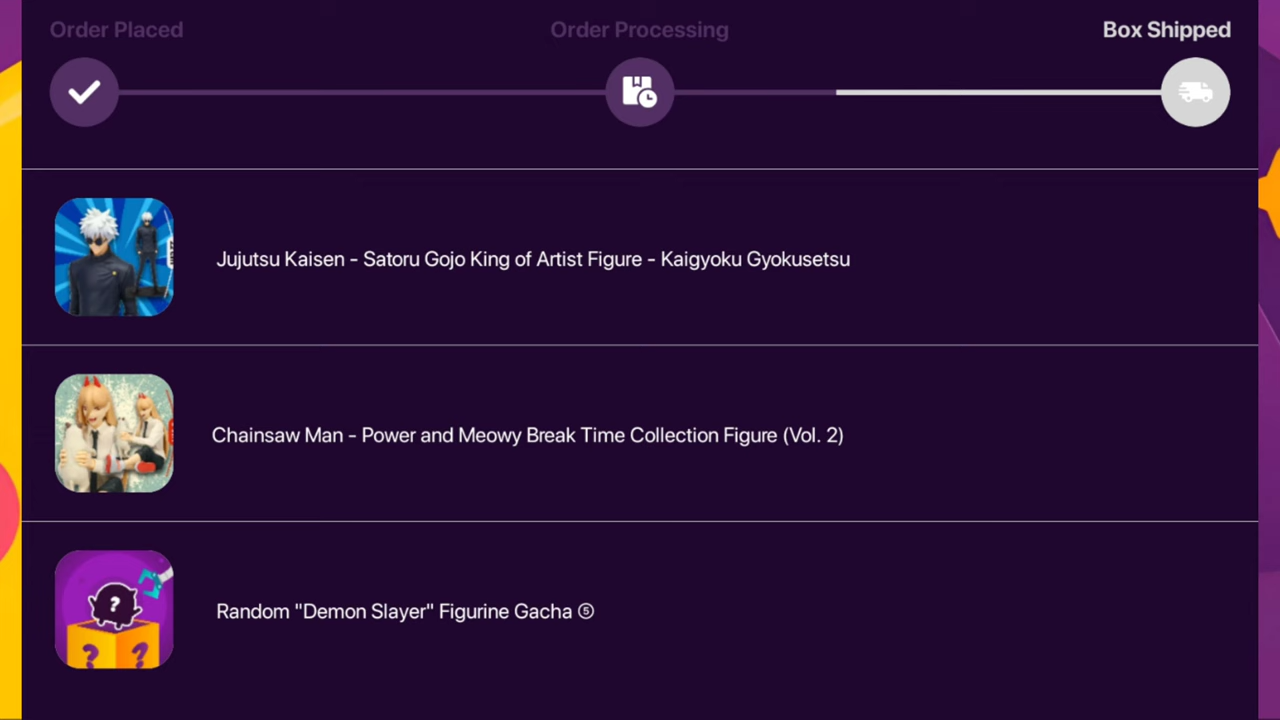 Order Placed
Order Processing
Box Shipped
Jujutsu Kaisen - Satoru Gojo King of Artist Figure - Kaigyoku Gyokusetsu
Chainsaw Man - Power and Meowy Break Time Collection Figure (Vol. 2)
Random "Demon Slayer" Figurine Gacha ⑤